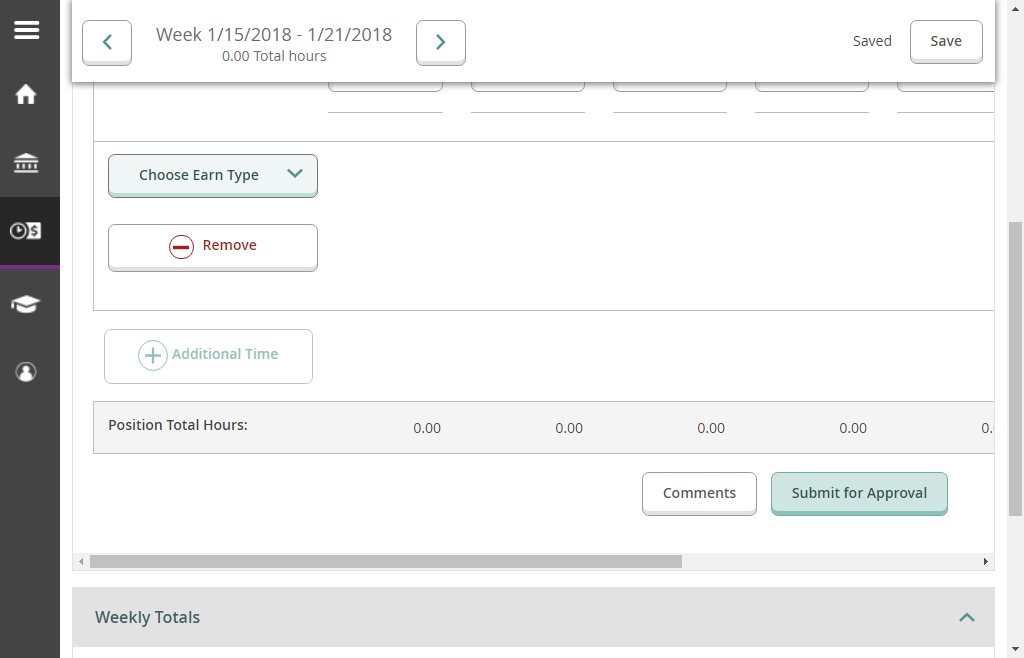 Week 1/15/2018 - 1/21/2018
0.00 Total hours
Saved
Save
Choose Earn Type
Remove
Additional Time
Position Total Hours: 0.00 0.00 0.00 0.00 0.
Comments
Submit for Approval
Weekly Totals